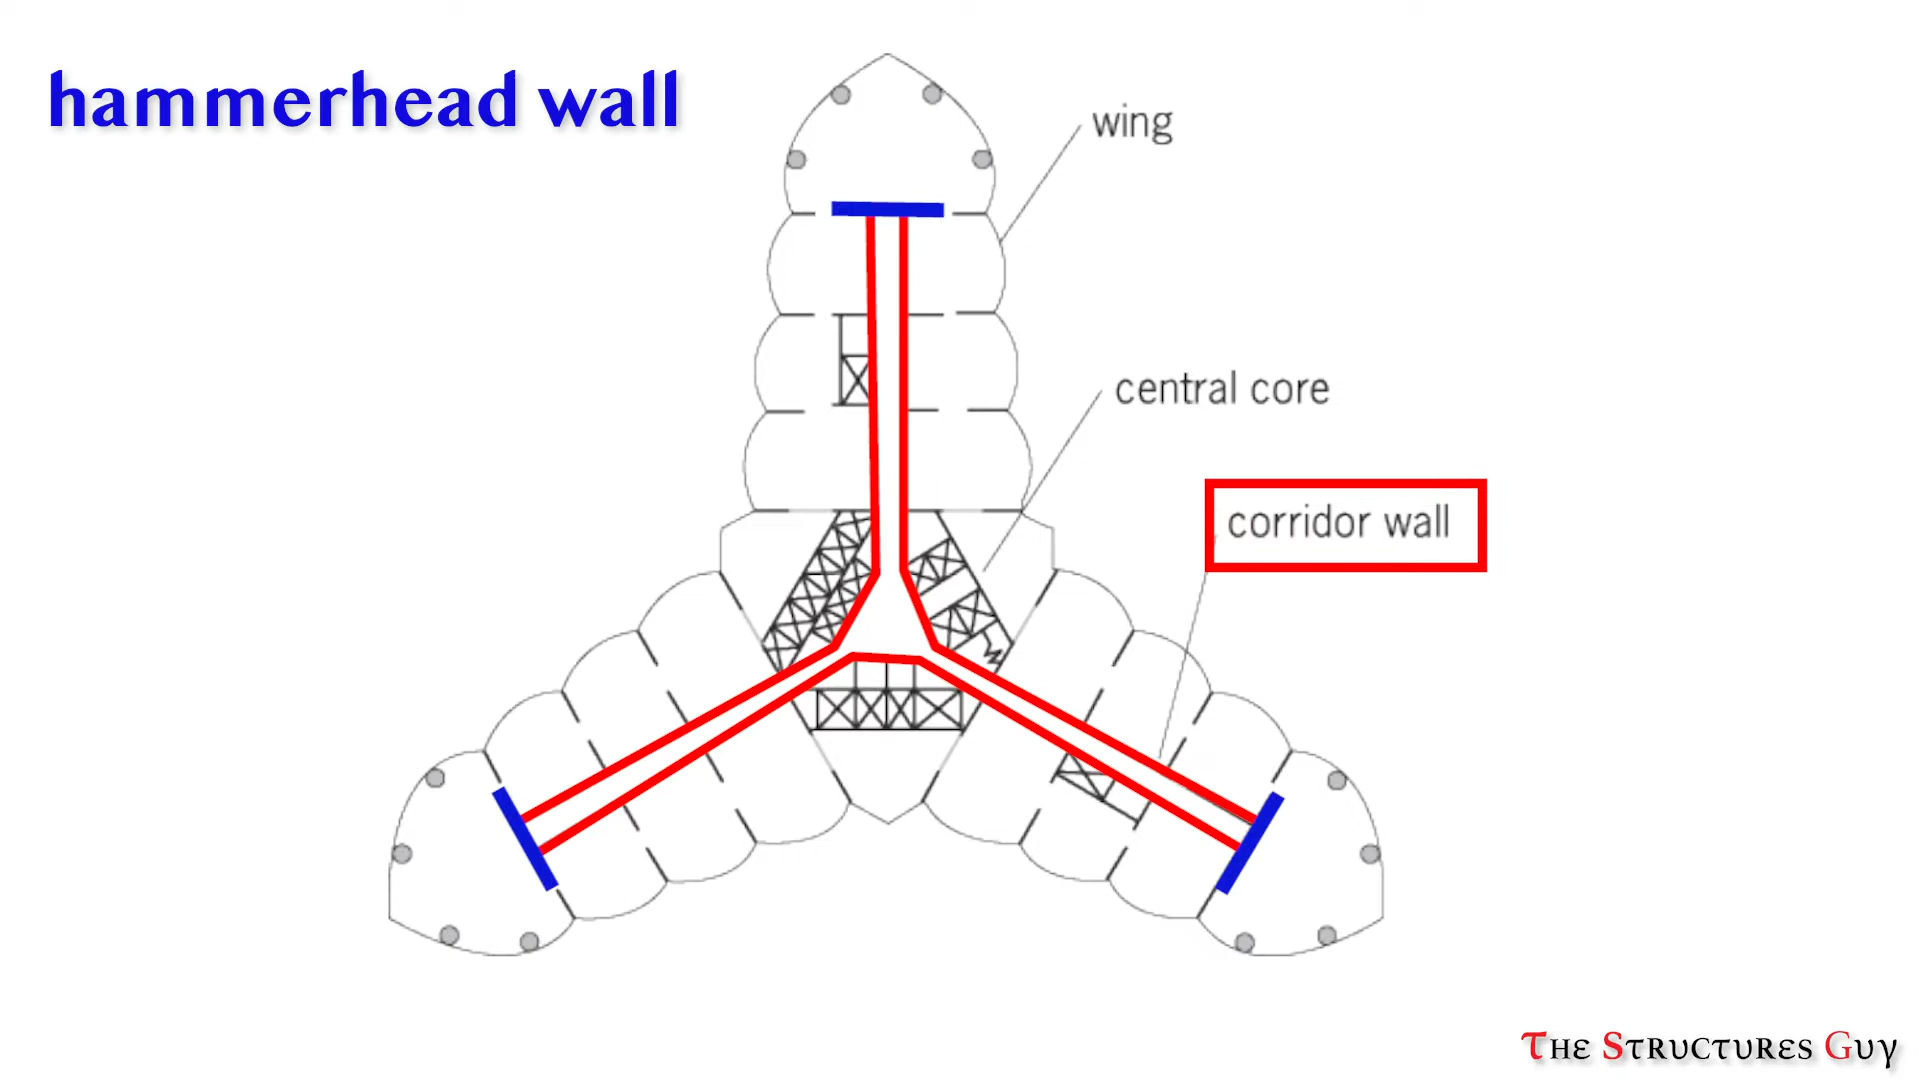 hammerhead wall
wing
central core
corridor wall
The Structures Guy